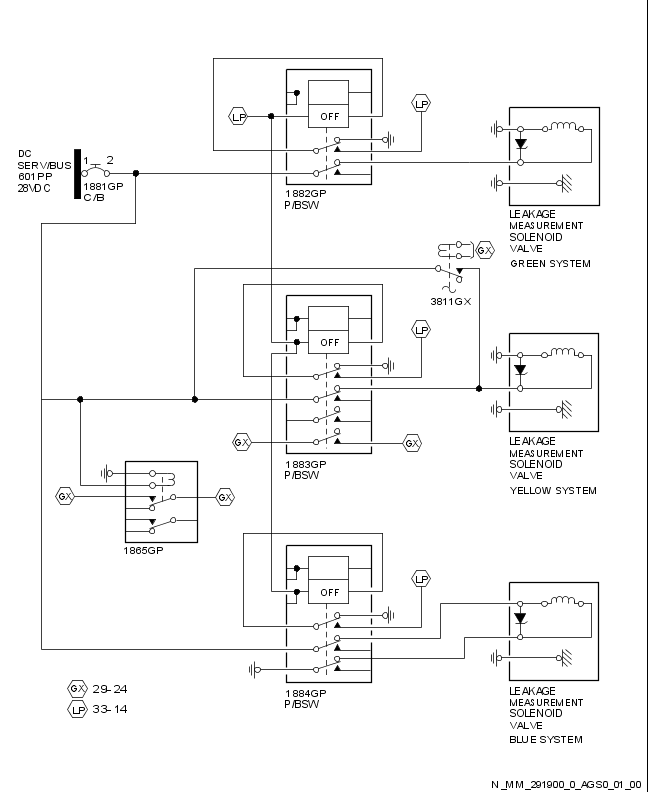 LP
LP
OFF
DC
SERV/BUS
601PP
28VDC
1 2
1881GP
C/B
1882GP
P/BSW
LEAKAGE
MEASUREMENT
SOLENOID
VALVE
GREEN SYSTEM
GX
3811GX
LP
OFF
GX
GX
1883GP
P/BSW
LEAKAGE
MEASUREMENT
SOLENOID
VALVE
YELLOW SYSTEM
GX
GX
1865GP
LP
OFF
1884GP
P/BSW
LEAKAGE
MEASUREMENT
SOLENOID
VALVE
BLUE SYSTEM
GX 29-24
LP 33-14
N_MM_291900_0_AGS0_01_00